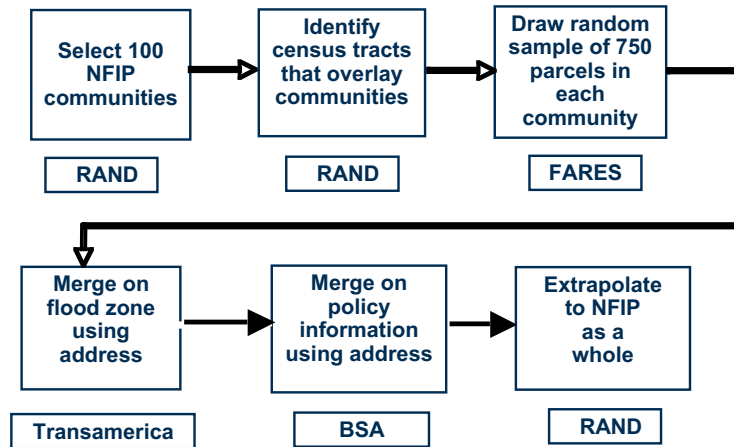 Select 100
NFIP
communities
Identify
census tracts
that overlay
communities
Draw random
sample of 750
parcels in
each
community
RAND
RAND
FARES
Merge on
flood zone
using
address
Merge on
policy
information
using address
Extrapolate
to NFIP
as a
whole
Transamerica
BSA
RAND